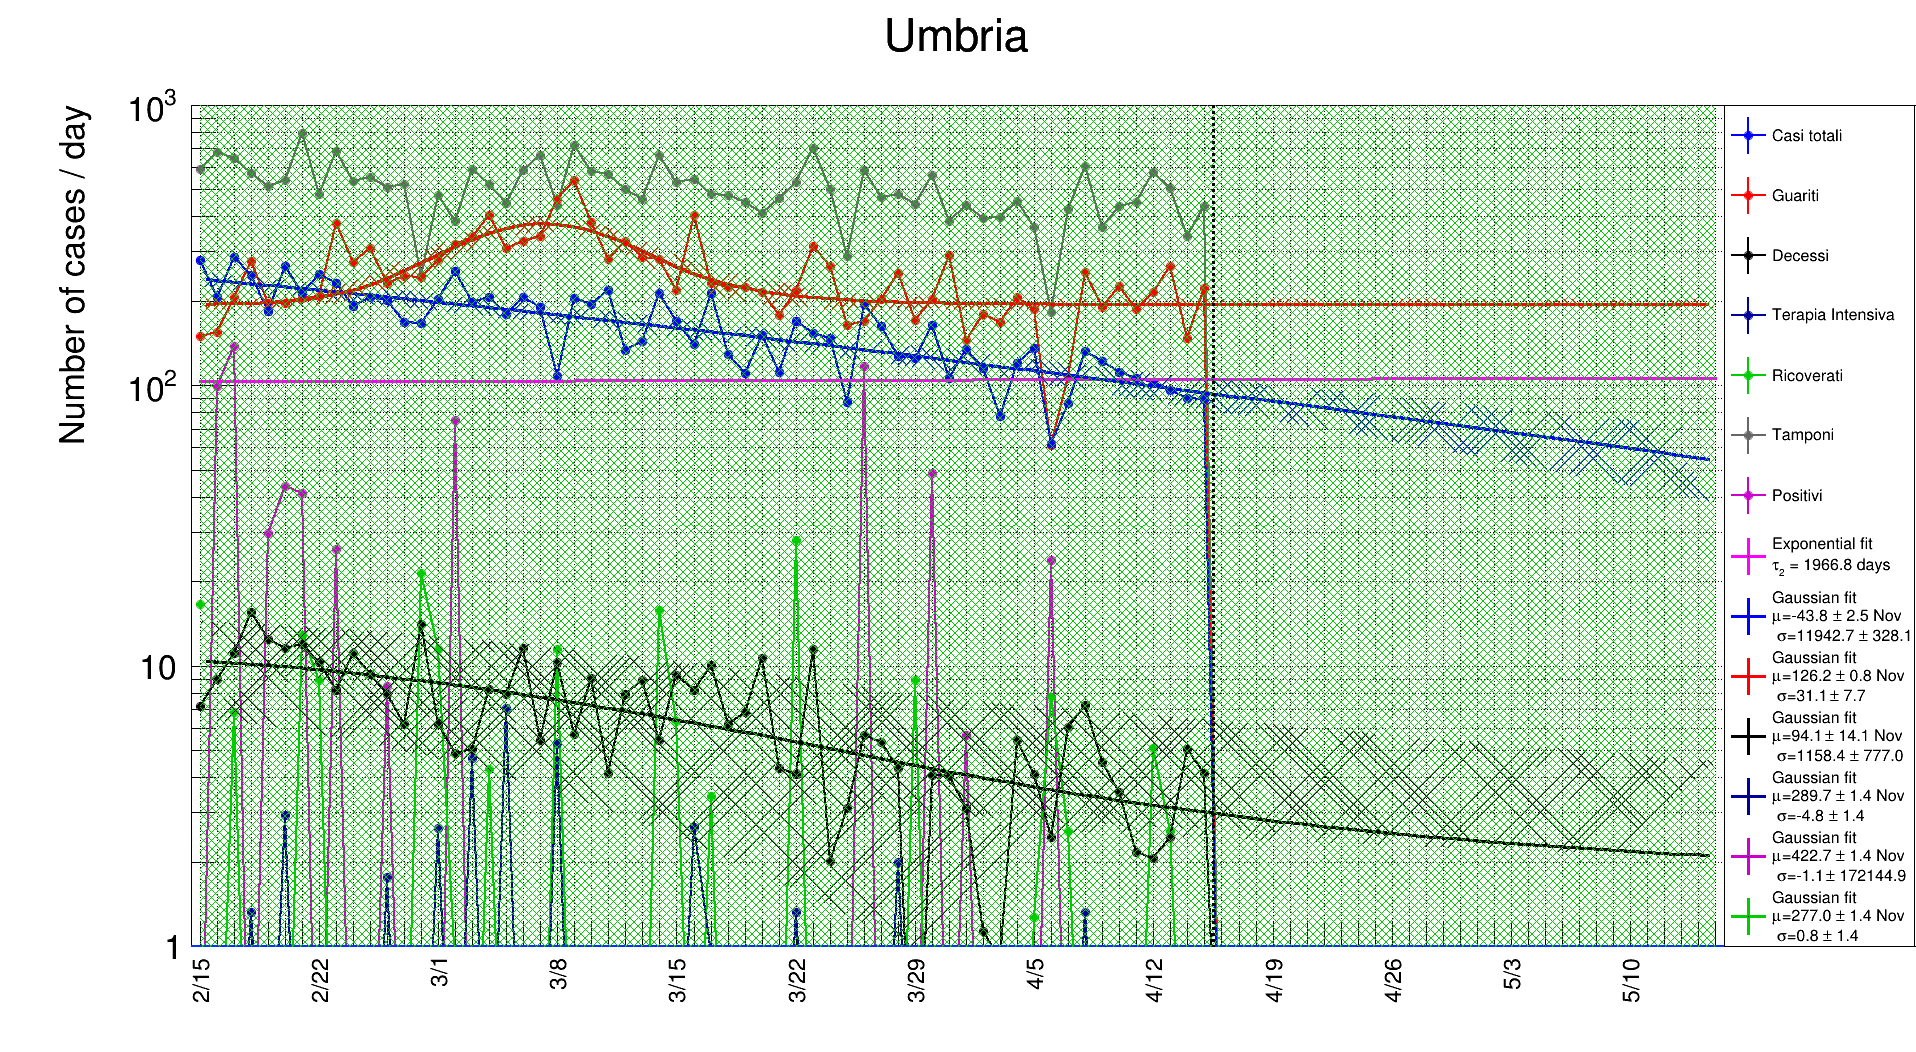 Umbria
Number of cases / day
10³
10²
10
1
2/15
2/22
3/1
3/8
3/15
3/22
3/29
4/5
4/12
4/19
4/26
5/3
5/10
Casi totali
Guariti
Decessi
Terapia Intensiva
Ricoverati
Tamponi
Positivi
Exponential fit
τ₂ = 1966.8 days
Gaussian fit
μ=-43.8 ± 2.5 Nov
σ=11942.7 ± 328.1
Gaussian fit
μ=126.2 ± 0.8 Nov
σ=31.1 ± 7.7
Gaussian fit
μ=94.1 ± 14.1 Nov
σ=1158.4 ± 777.0
Gaussian fit
μ=289.7 ± 1.4 Nov
σ=-4.8 ± 1.4
Gaussian fit
μ=422.7 ± 1.4 Nov
σ=-1.1 ± 172144.9
Gaussian fit
μ=277.0 ± 1.4 Nov
σ=0.8 ± 1.4